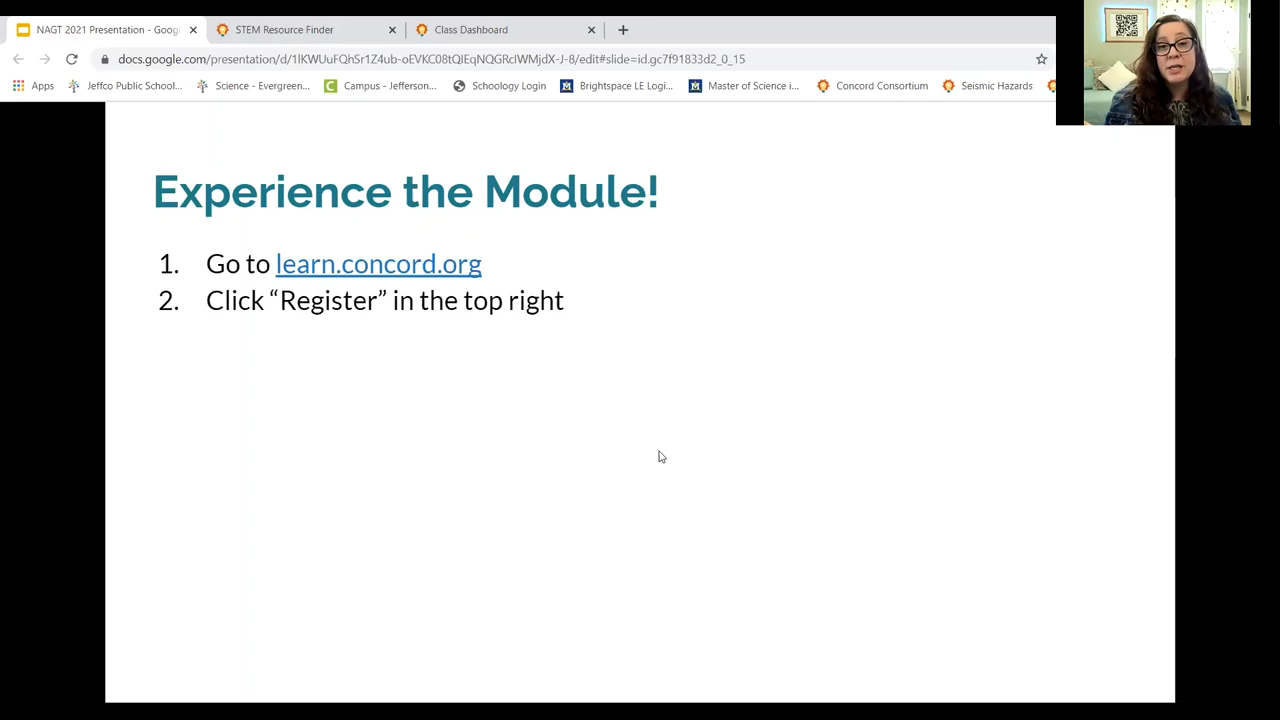 NAGT 2021 Presentation - Goog
STEM Resource Finder
Class Dashboard
docs.google.com/presentation/d/1lKWUuFQhSr1Z4ub-oEVKC08tQIEqNQGRcIWMjdX-J-8/edit#slide=id.gc7f91833d2_0_15
Apps
Jeffco Public School...
Science - Evergreen...
Campus - Jefferson...
Schoology Login
Brightspace LE Logi...
Master of Science i...
Concord Consortium
Seismic Hazards
Experience the Module!
1. Go to learn.concord.org
2. Click “Register” in the top right